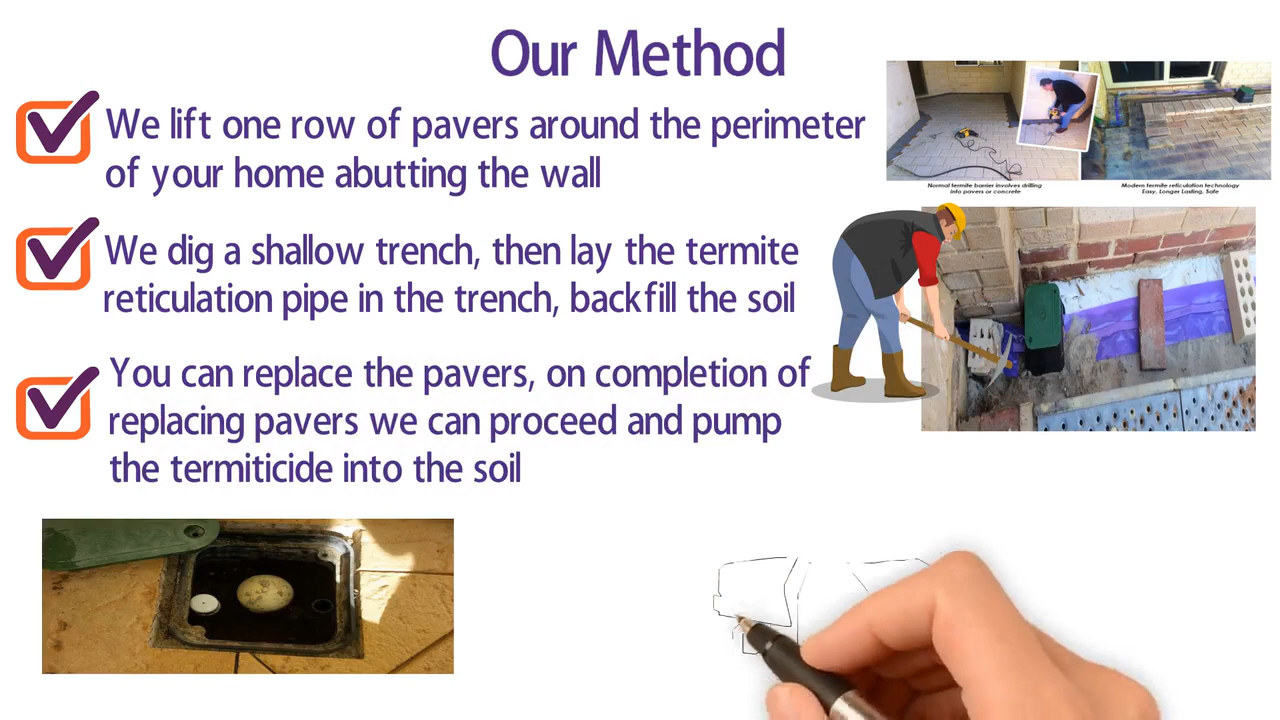 Our Method
We lift one row of pavers around the perimeter
of your home abutting the wall
We dig a shallow trench, then lay the termite
reticulation pipe in the trench, backfill the soil
You can replace the pavers, on completion of
replacing pavers we can proceed and pump
the termiticide into the soil
Normal termite barrier involves drilling
into pavers or concrete
Modern termite reticulation technology
Easy, Longer Lasting, Safe